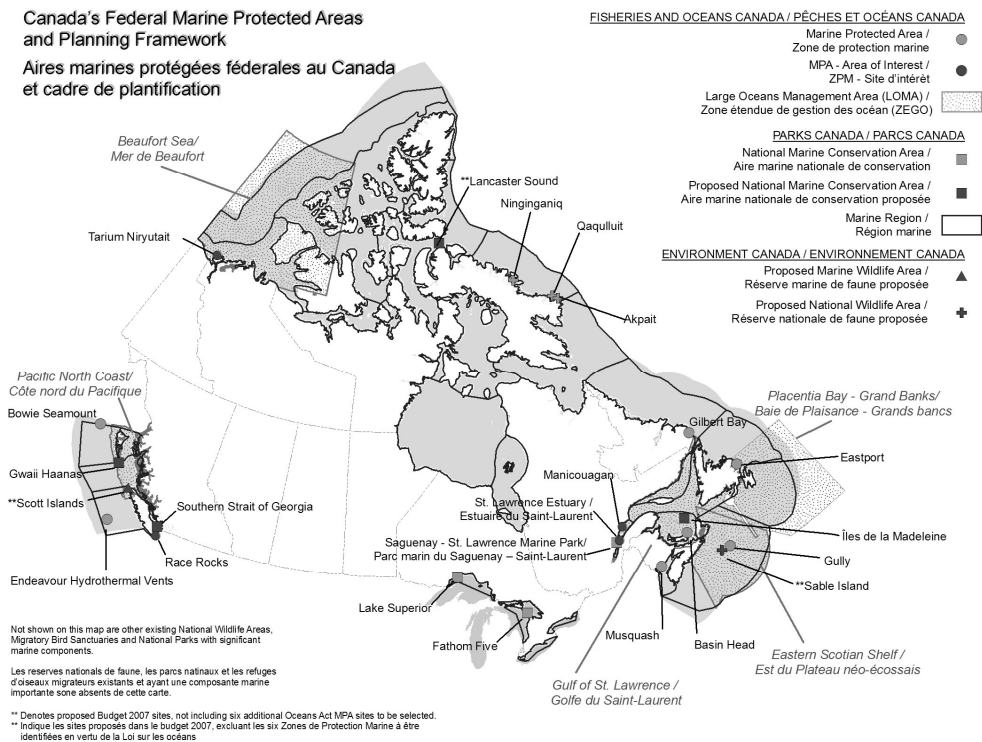 Canada's Federal Marine Protected Areas
and Planning Framework
Aires marines protégées féderales au Canada
et cadre de plantification
FISHERIES AND OCEANS CANADA / PÊCHES ET OCÉANS CANADA
Marine Protected Area /
Zone de protection marine
MPA - Area of Interest /
ZPM - Site d'intérèt
Large Oceans Management Area (LOMA) /
Zone étendue de gestion des océan (ZEGO)
PARKS CANADA / PARCS CANADA
National Marine Conservation Area /
Aire marine nationale de conservation
Proposed National Marine Conservation Area /
Aire marine nationale de conservation proposée
Marine Region /
Région marine
ENVIRONMENT CANADA / ENVIRONNEMENT CANADA
Proposed Marine Wildlife Area /
Réserve marine de faune proposée
Proposed National Wildlife Area /
Réserve nationale de faune proposée
Beaufort Sea/
Mer de Beaufort
**Lancaster Sound
Ninginganiq
Qaqulluit
Tarium Niryutait
Akpait
Pacific North Coast/
Côte nord du Pacifique
Bowie Seamount
Gwaii Haanas
**Scott Islands
Southern Strait of Georgia
Race Rocks
Endeavour Hydrothermal Vents
Placentia Bay - Grand Banks/
Baie de Plaisance - Grands bancs
Gilbert Bay
Eastport
Manicouagan
St. Lawrence Estuary /
Estuaire du Saint-Laurent
Saguenay - St. Lawrence Marine Park/
Parc marin du Saguenay – Saint-Laurent
Îles de la Madeleine
Gully
**Sable Island
Lake Superior
Fathom Five
Musquash
Basin Head
Eastern Scotian Shelf /
Est du Plateau néo-écossais
Gulf of St. Lawrence /
Golfe du Saint-Laurent
Not shown on this map are other existing National Wildlife Areas,
Migratory Bird Sanctuaries and National Parks with significant
marine components.
Les reserves nationals de faune, les parcs natinaux et les refuges
d'oiseaux migrateurs existants et ayant une composante marine
importante sone absents de cette carte.
** Denotes proposed Budget 2007 sites, not including six additional Oceans Act MPA sites to be selected.
** Indique les sites proposés dans le budget 2007, excluant les six Zones de Protection Marine à être
identifiées en vertu de la Loi sur les océans